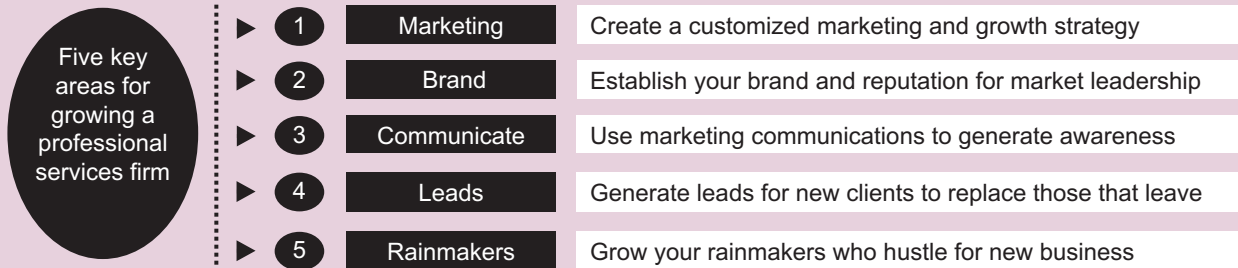 Five key
areas for
growing a
professional
services firm
1 Marketing Create a customized marketing and growth strategy
2 Brand Establish your brand and reputation for market leadership
3 Communicate Use marketing communications to generate awareness
4 Leads Generate leads for new clients to replace those that leave
5 Rainmakers Grow your rainmakers who hustle for new business